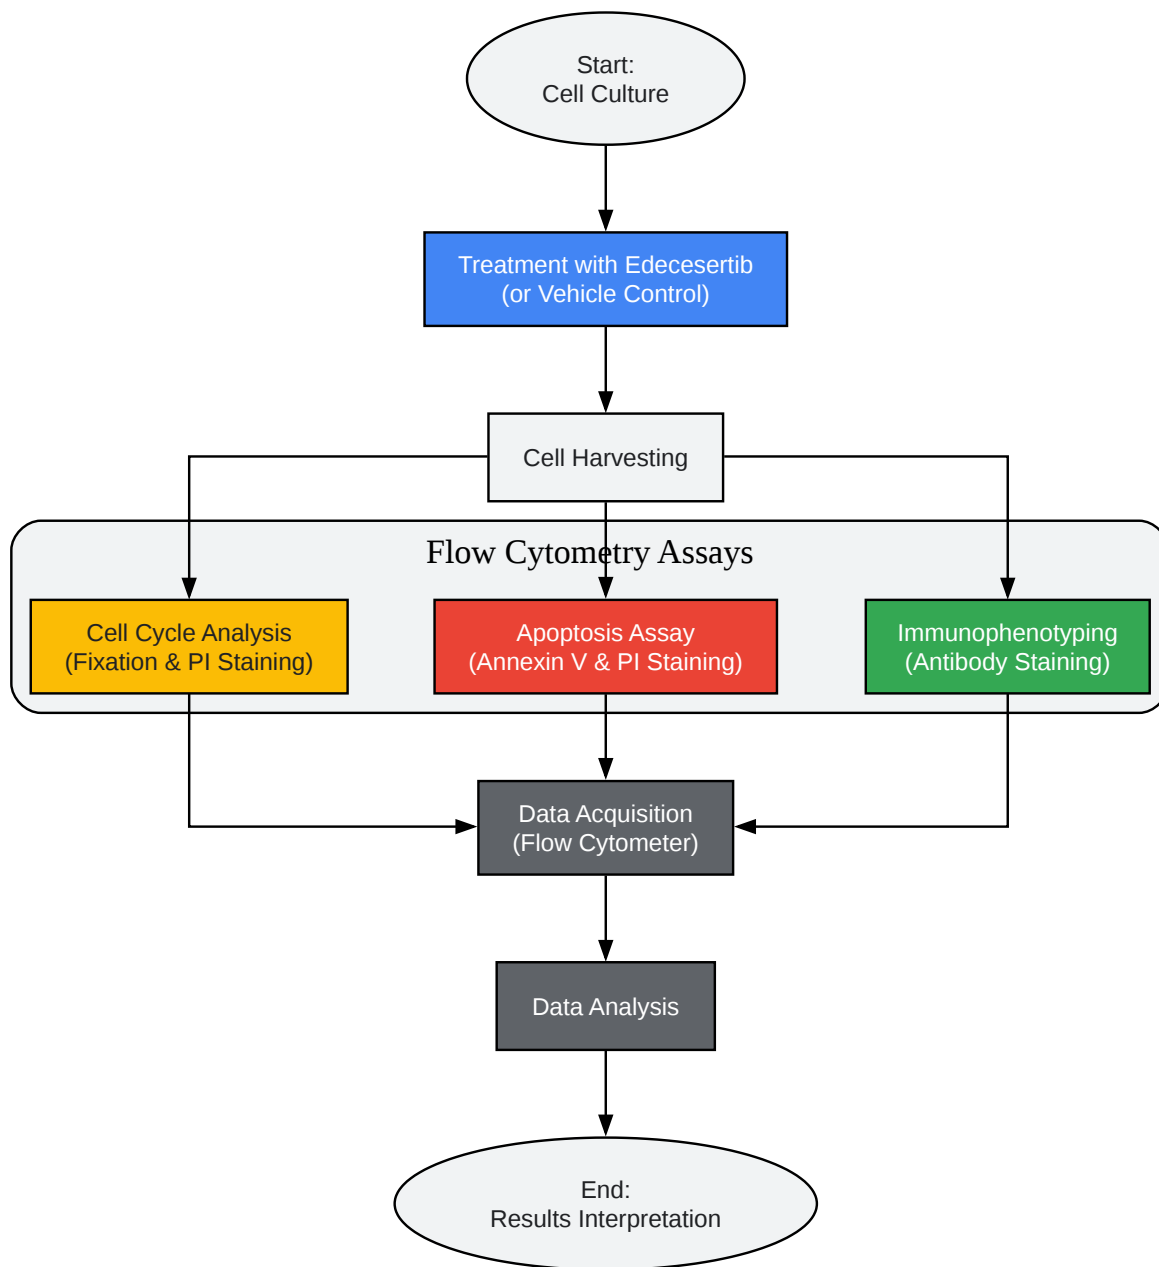 Start:
Cell Culture
Treatment with Edecesertib
(or Vehicle Control)
Cell Harvesting
Flow Cytometry Assays
Cell Cycle Analysis
(Fixation & PI Staining)
Apoptosis Assay
(Annexin V & PI Staining)
Immunophenotyping
(Antibody Staining)
Data Acquisition
(Flow Cytometer)
Data Analysis
End:
Results Interpretation